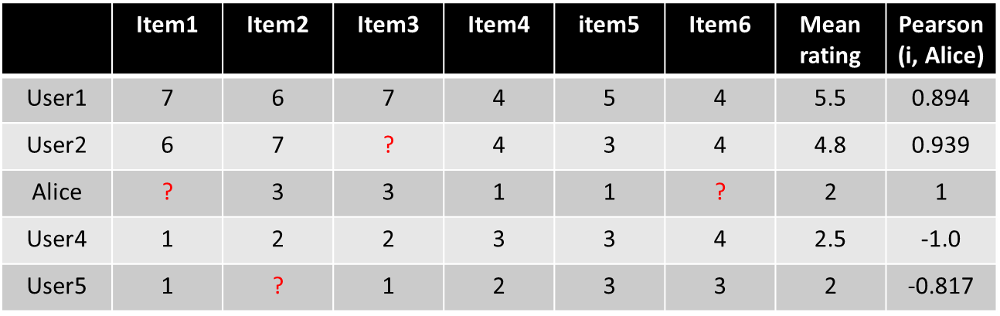 Item1 Item2 Item3 Item4 item5 Item6 Mean rating Pearson (i, Alice)
User1 7 6 7 4 5 4 5.5 0.894
User2 6 7 ? 4 3 4 4.8 0.939
Alice ? 3 3 1 1 ? 2 1
User4 1 2 2 3 3 4 2.5 -1.0
User5 1 ? 1 2 3 3 2 -0.817